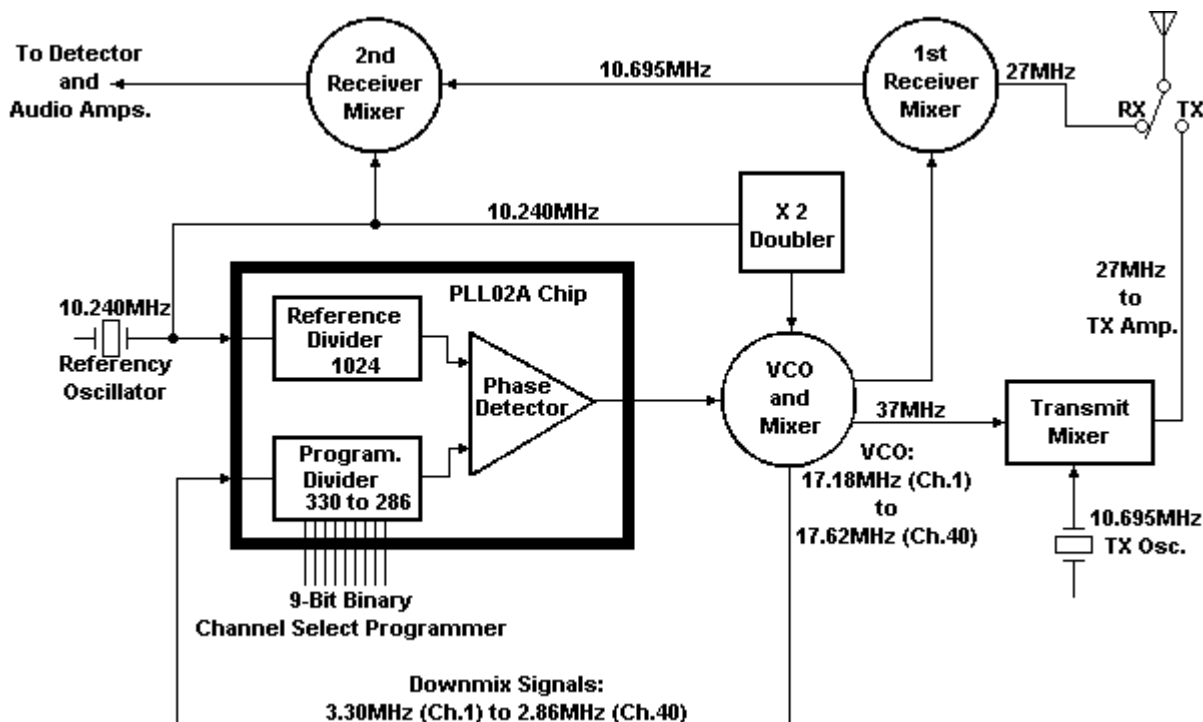 To Detector
and
Audio Amps.
2nd
Receiver
Mixer
10.695MHz
1st
Receiver
Mixer
27MHz
RX
TX
10.240MHz
X 2
Doubler
27MHz
to
TX Amp.
PLL02A Chip
10.240MHz
Referency
Oscillator
Reference
Divider
1024
Phase
Detector
VCO
and
Mixer
37MHz
Transmit
Mixer
Program.
Divider
330 to 286
VCO:
17.18MHz (Ch.1)
to
17.62MHz (Ch.40)
10.695MHz
TX Osc.
9-Bit Binary
Channel Select Programmer
Downmix Signals:
3.30MHz (Ch.1) to 2.86MHz (Ch.40)